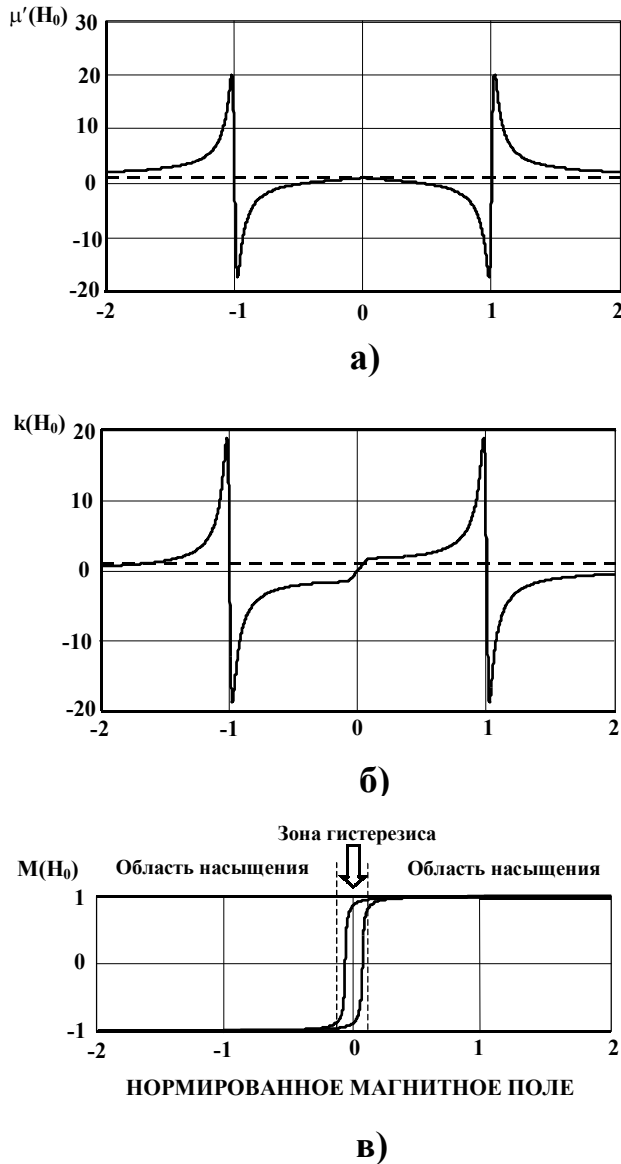 μ′(H₀)
30
20
10
0
-10
-20
-2 -1 0 1 2
а)
k(H₀)
20
10
0
-10
-20
-2 -1 0 1 2
б)
Зона гистерезиса
M(H₀) Область насыщения Область насыщения
1
0
-1
-2 -1 0 1 2
НОРМИРОВАННОЕ МАГНИТНОЕ ПОЛЕ
в)